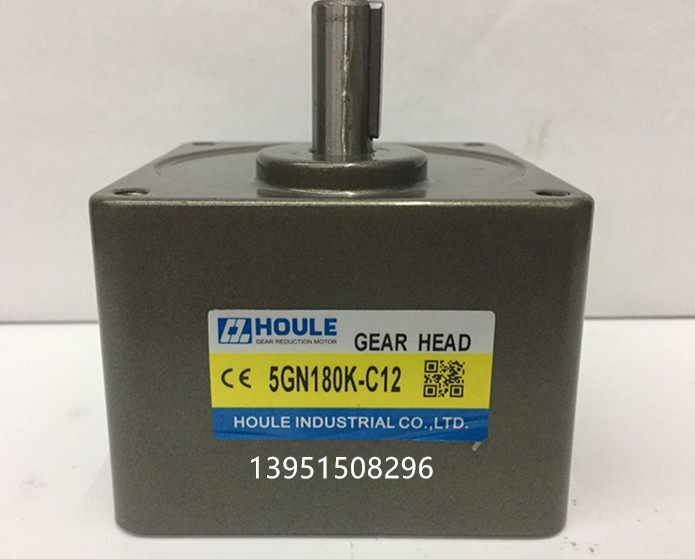 HOULE
GEAR REDUCTION MOTOR
GEAR HEAD
CE 5GN180K-C12
HOULE INDUSTRIAL CO.,LTD.
13951508296